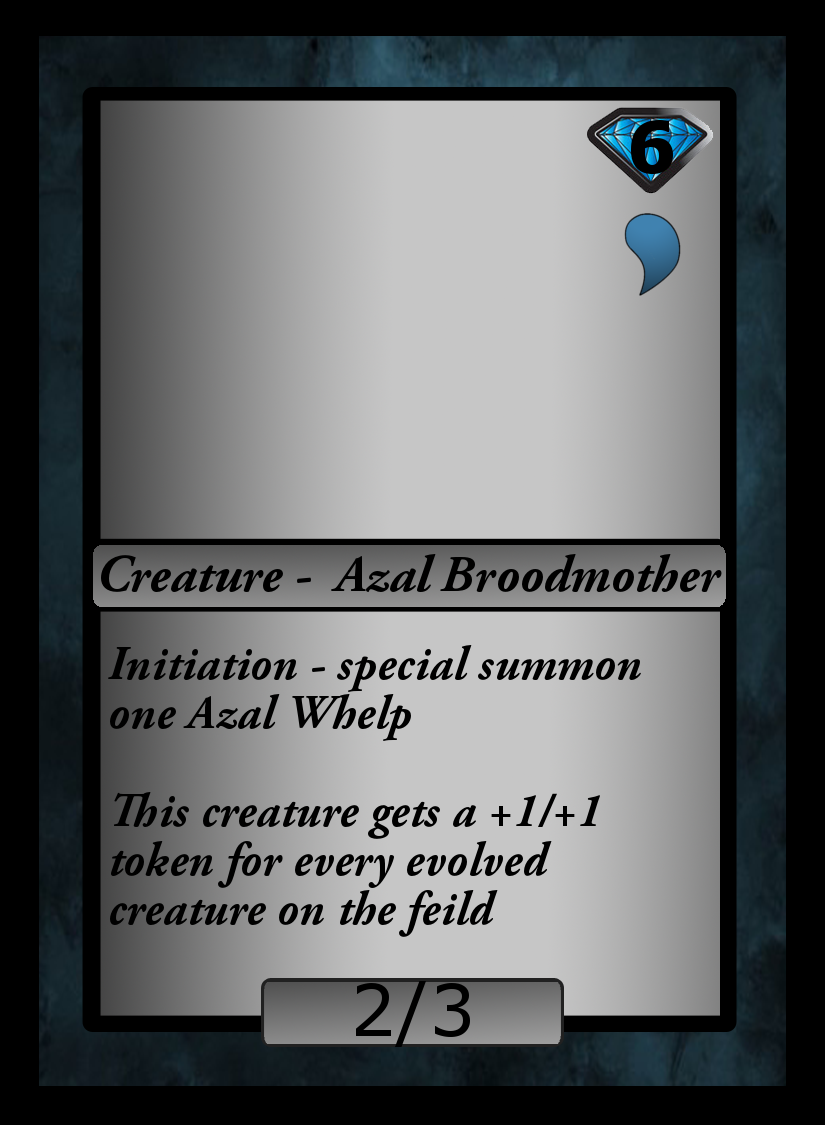 6
Creature - Azal Broodmother
Initiation - special summon
one Azal Whelp
This creature gets a +1/+1
token for every evolved
creature on the feild
2/3